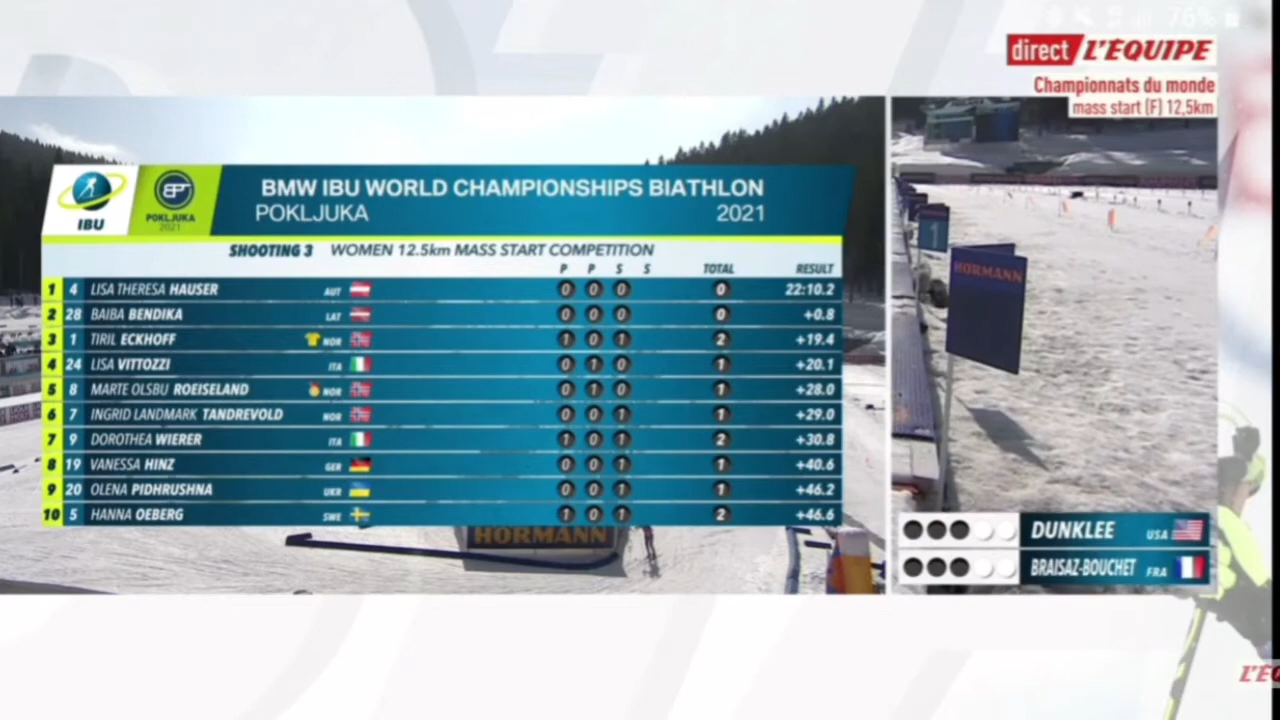 76%
direct L'ÉQUIPE
Championnats du monde
mass start (F) 12,5km
IBU
POKLJUKA
2021
BMW IBU WORLD CHAMPIONSHIPS BIATHLON
POKLJUKA 2021
SHOOTING 3 WOMEN 12.5km MASS START COMPETITION
P P S S TOTAL RESULT
1 4 LISA THERESA HAUSER AUT 0 0 0 0 22:10.2
2 28 BAIBA BENDIKA LAT 0 0 0 0 +0.8
3 1 TIRIL ECKHOFF NOR 1 0 1 2 +19.4
4 24 LISA VITTOZZI ITA 0 1 0 1 +20.1
5 8 MARTE OLSBU ROEISELAND NOR 0 1 0 1 +28.0
6 7 INGRID LANDMARK TANDREVOLD NOR 0 0 1 1 +29.0
7 9 DOROTHEA WIERER ITA 1 0 1 2 +30.8
8 19 VANESSA HINZ GER 0 0 1 1 +40.6
9 20 OLENA PIDHRUSHNA UKR 0 0 1 1 +46.2
10 5 HANNA OEBERG SWE 1 0 1 2 +46.6
HORMANN
1
HORMANN
DUNKLEE USA
BRAISAZ-BOUCHET FRA